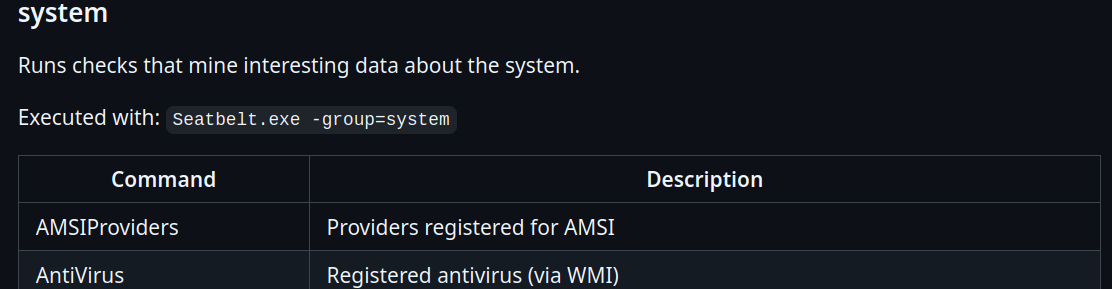 system
Runs checks that mine interesting data about the system.
Executed with: Seatbelt.exe -group=system
Command Description
AMSIProviders Providers registered for AMSI
AntiVirus Registered antivirus (via WMI)